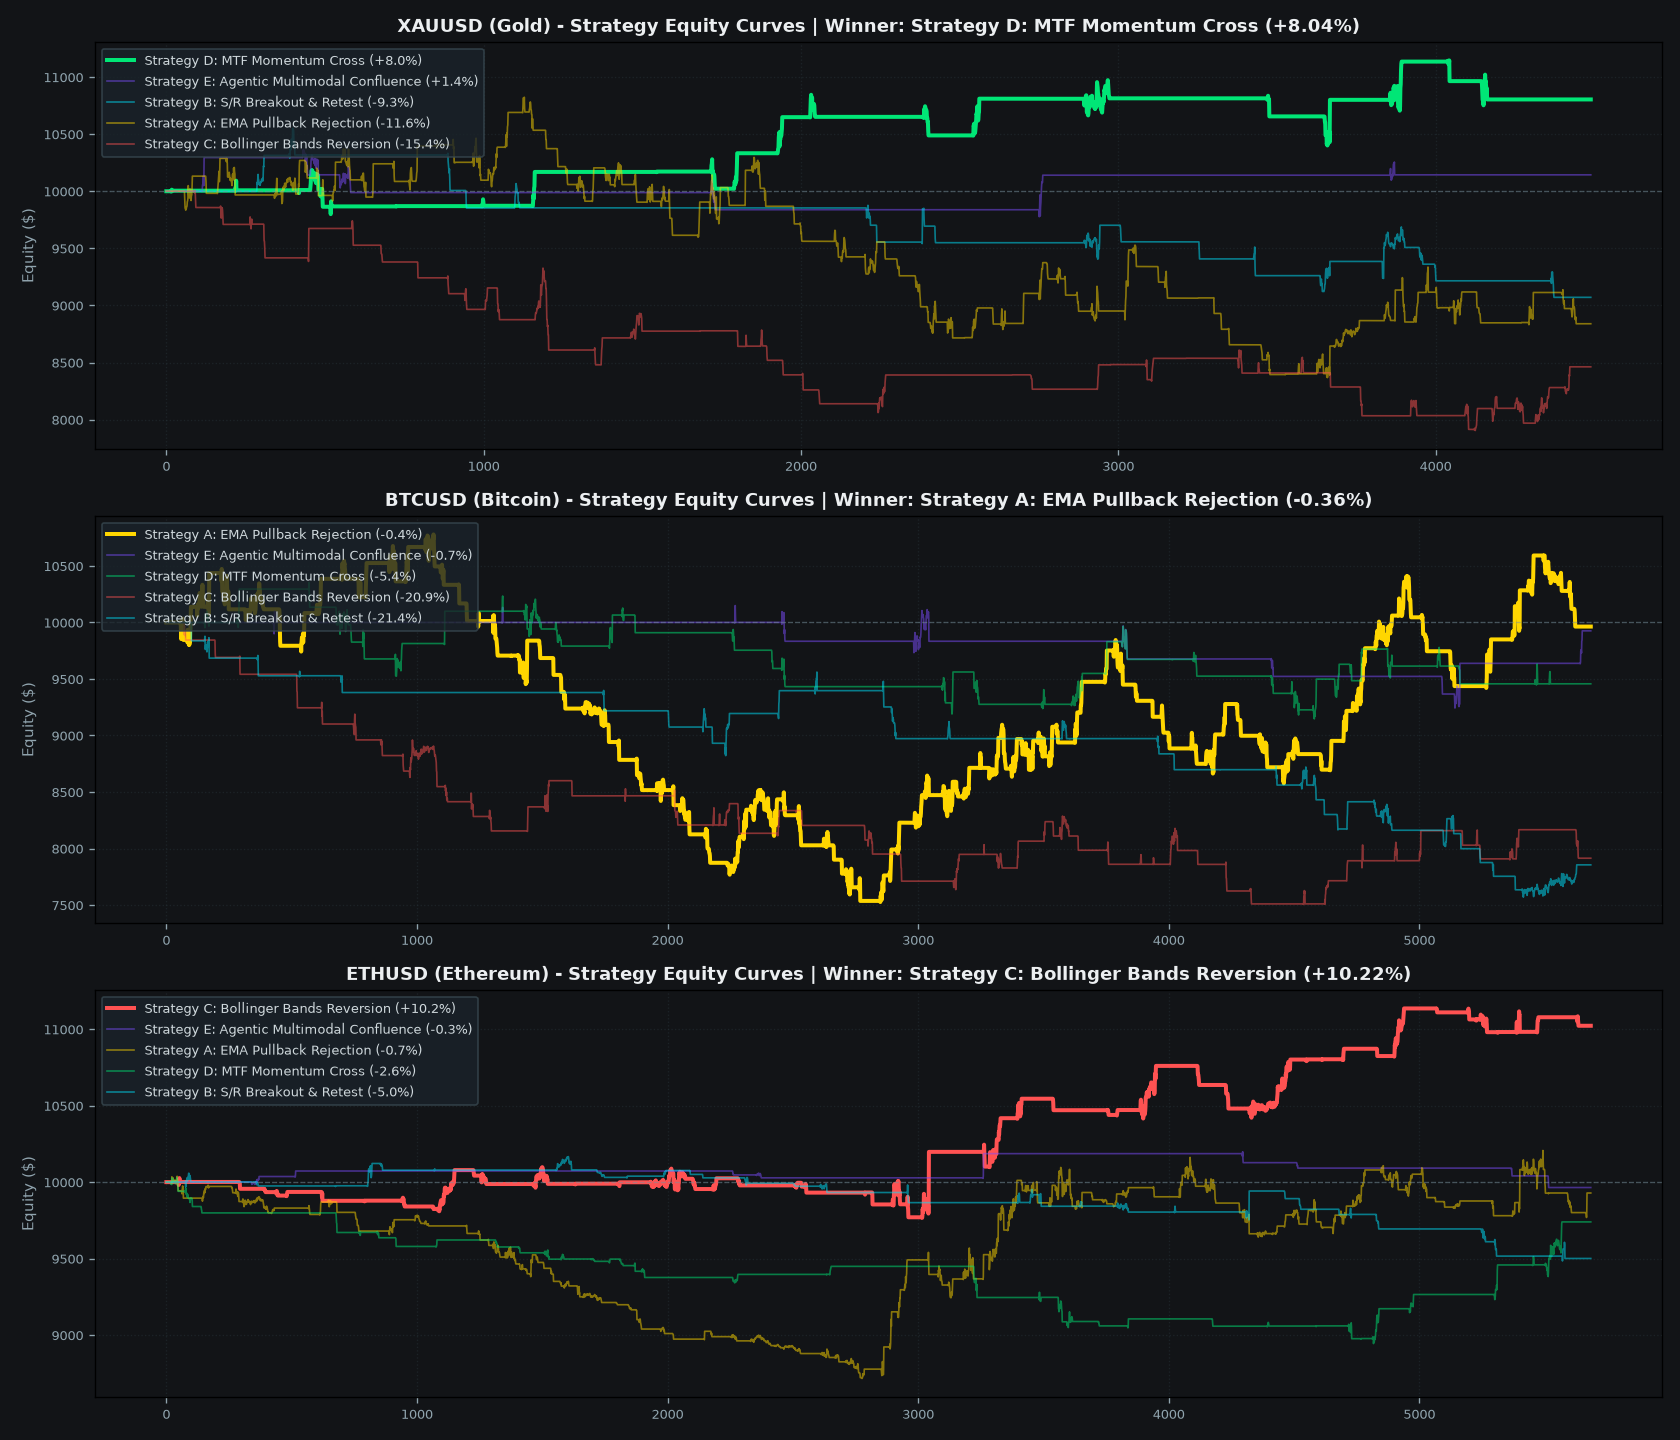 XAUUSD (Gold) - Strategy Equity Curves | Winner: Strategy D: MTF Momentum Cross (+8.04%)
Strategy D: MTF Momentum Cross (+8.0%)
Strategy E: Agentic Multimodal Confluence (+1.4%)
Strategy B: S/R Breakout & Retest (-9.3%)
Strategy A: EMA Pullback Rejection (-11.6%)
Strategy C: Bollinger Bands Reversion (-15.4%)
Equity ($)
11000
10500
10000
9500
9000
8500
8000
0 1000 2000 3000 4000
BTCUSD (Bitcoin) - Strategy Equity Curves | Winner: Strategy A: EMA Pullback Rejection (-0.36%)
Strategy A: EMA Pullback Rejection (-0.4%)
Strategy E: Agentic Multimodal Confluence (-0.7%)
Strategy D: MTF Momentum Cross (-5.4%)
Strategy C: Bollinger Bands Reversion (-20.9%)
Strategy B: S/R Breakout & Retest (-21.4%)
Equity ($)
10500
10000
9500
9000
8500
8000
7500
0 1000 2000 3000 4000 5000
ETHUSD (Ethereum) - Strategy Equity Curves | Winner: Strategy C: Bollinger Bands Reversion (+10.22%)
Strategy C: Bollinger Bands Reversion (+10.2%)
Strategy E: Agentic Multimodal Confluence (-0.3%)
Strategy A: EMA Pullback Rejection (-0.7%)
Strategy D: MTF Momentum Cross (-2.6%)
Strategy B: S/R Breakout & Retest (-5.0%)
Equity ($)
11000
10500
10000
9500
9000
0 1000 2000 3000 4000 5000